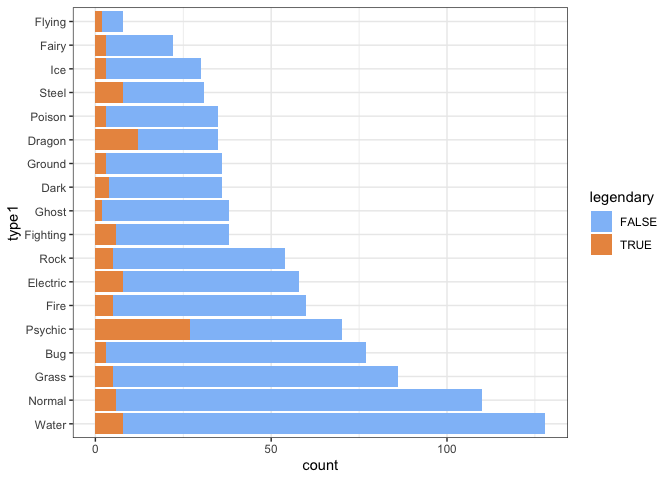 Flying
Fairy
Ice
Steel
Poison
Dragon
Ground
Dark
Ghost
Fighting
Rock
Electric
Fire
Psychic
Bug
Grass
Normal
Water
type1
0 50 100
count
legendary
FALSE
TRUE